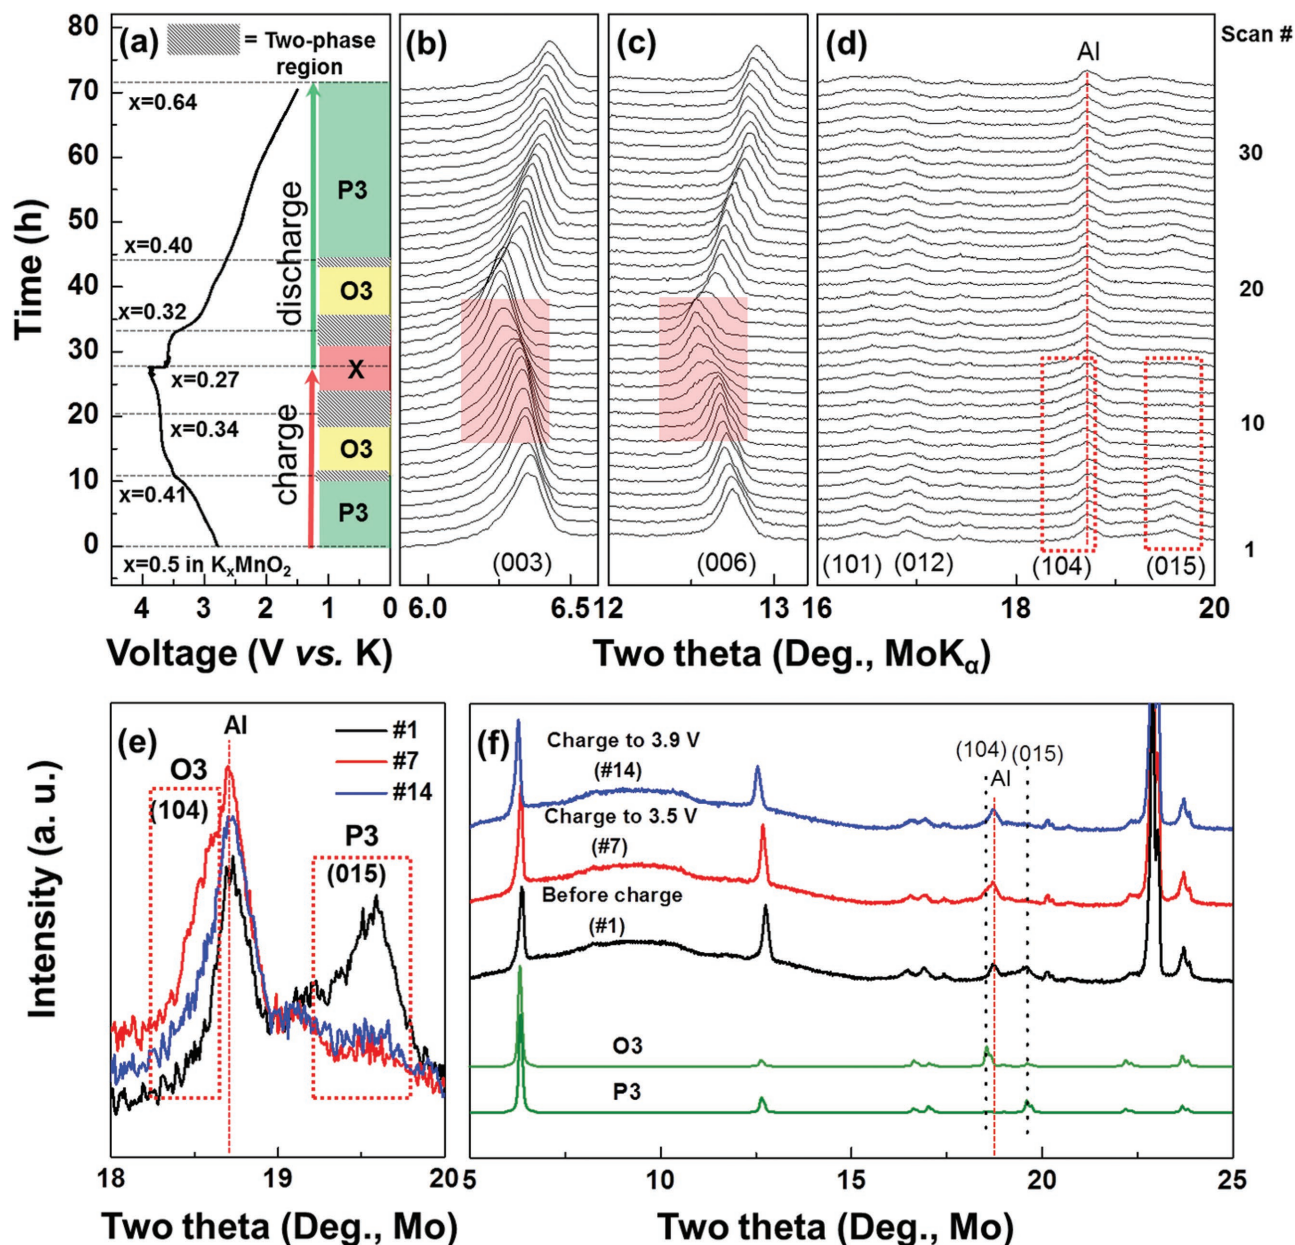 (a) = Two-phase
region
(b)
(c)
(d)
Al
Scan #
80
70
60
50
40
30
20
10
0
Time (h)
x=0.64
x=0.40
x=0.32
x=0.27
x=0.34
x=0.41
x=0.5 in KₓMnO₂
discharge
charge
P3
O3
X
O3
P3
(003)
(006)
(101) (012) (104) (015)
30
20
10
1
4 3 2 1 0
6.0 6.5
12 13
16 18 20
Voltage (V vs. K)
Two theta (Deg., MoKα)
(e)
Al
#1
#7
#14
O3
(104)
P3
(015)
Intensity (a. u.)
18 19 20
Two theta (Deg., Mo)
(f)
Charge to 3.9 V
(#14)
Charge to 3.5 V
(#7)
Before charge
(#1)
(104)
Al
(015)
O3
P3
5 10 15 20 25
Two theta (Deg., Mo)